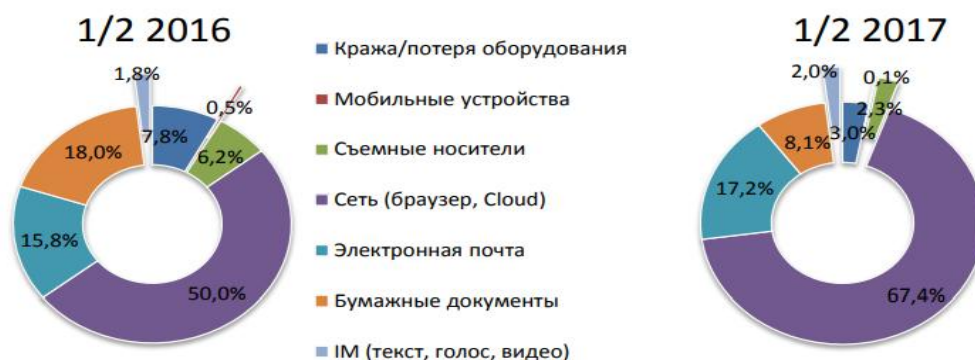 1/2 2016
1,8%
7,8%
0,5%
6,2%
18,0%
15,8%
50,0%
Кража/потеря оборудования
Мобильные устройства
Съемные носители
Сеть (браузер, Cloud)
Электронная почта
Бумажные документы
IM (текст, голос, видео)
1/2 2017
2,0%
0,1%
2,3%
3,0%
8,1%
17,2%
67,4%